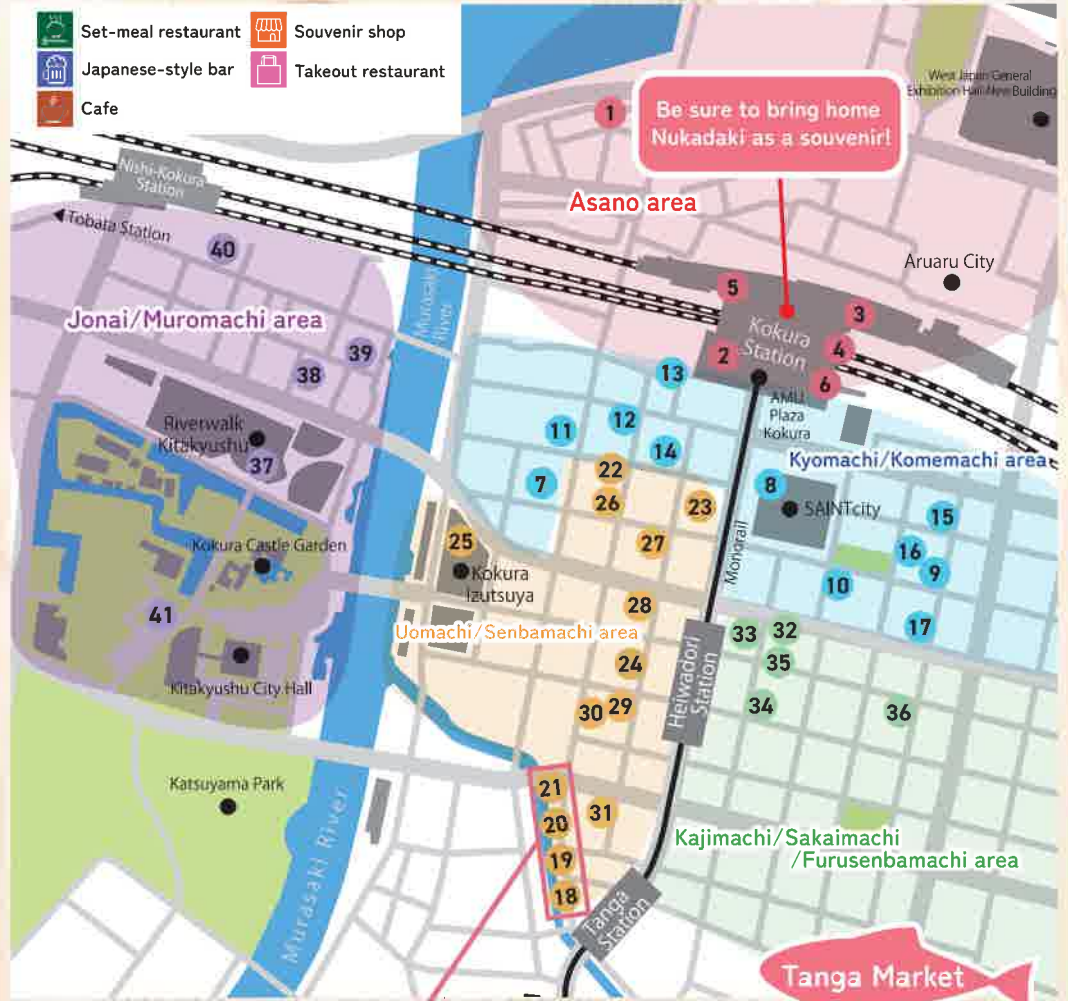 Set-meal restaurant
Souvenir shop
Japanese-style bar
Takeout restaurant
Cafe
West Japan General
Exhibition Hall New Building
1
Be sure to bring home
Nukadaki as a souvenir!
Nishi-Kokura
Station
Asano area
Tobata Station
40
Aruaru City
Murasaki
River
5
3
Jonai/Muromachi area
Kokura
Station
2
4
39
38
13
6
AMU
Plaza
Kokura
Riverwalk
Kitakyushu
37
11
12
14
Kyomachi/Komemachi area
22
7
8
26
23
SAINTcity
15
Monorail
25
27
16
Kokura Castle Garden
Kokura
Izutsuya
9
10
41
28
Uomachi/Senbamachi area
33
32
17
Kitakyushu City Hall
24
35
Heiwadori
Station
30
29
34
36
Katsuyama Park
21
20
31
19
18
Kajimachi/Sakaimachi
/Furusenbamachi area
Murasaki River
Tanga
Station
Tanga Market